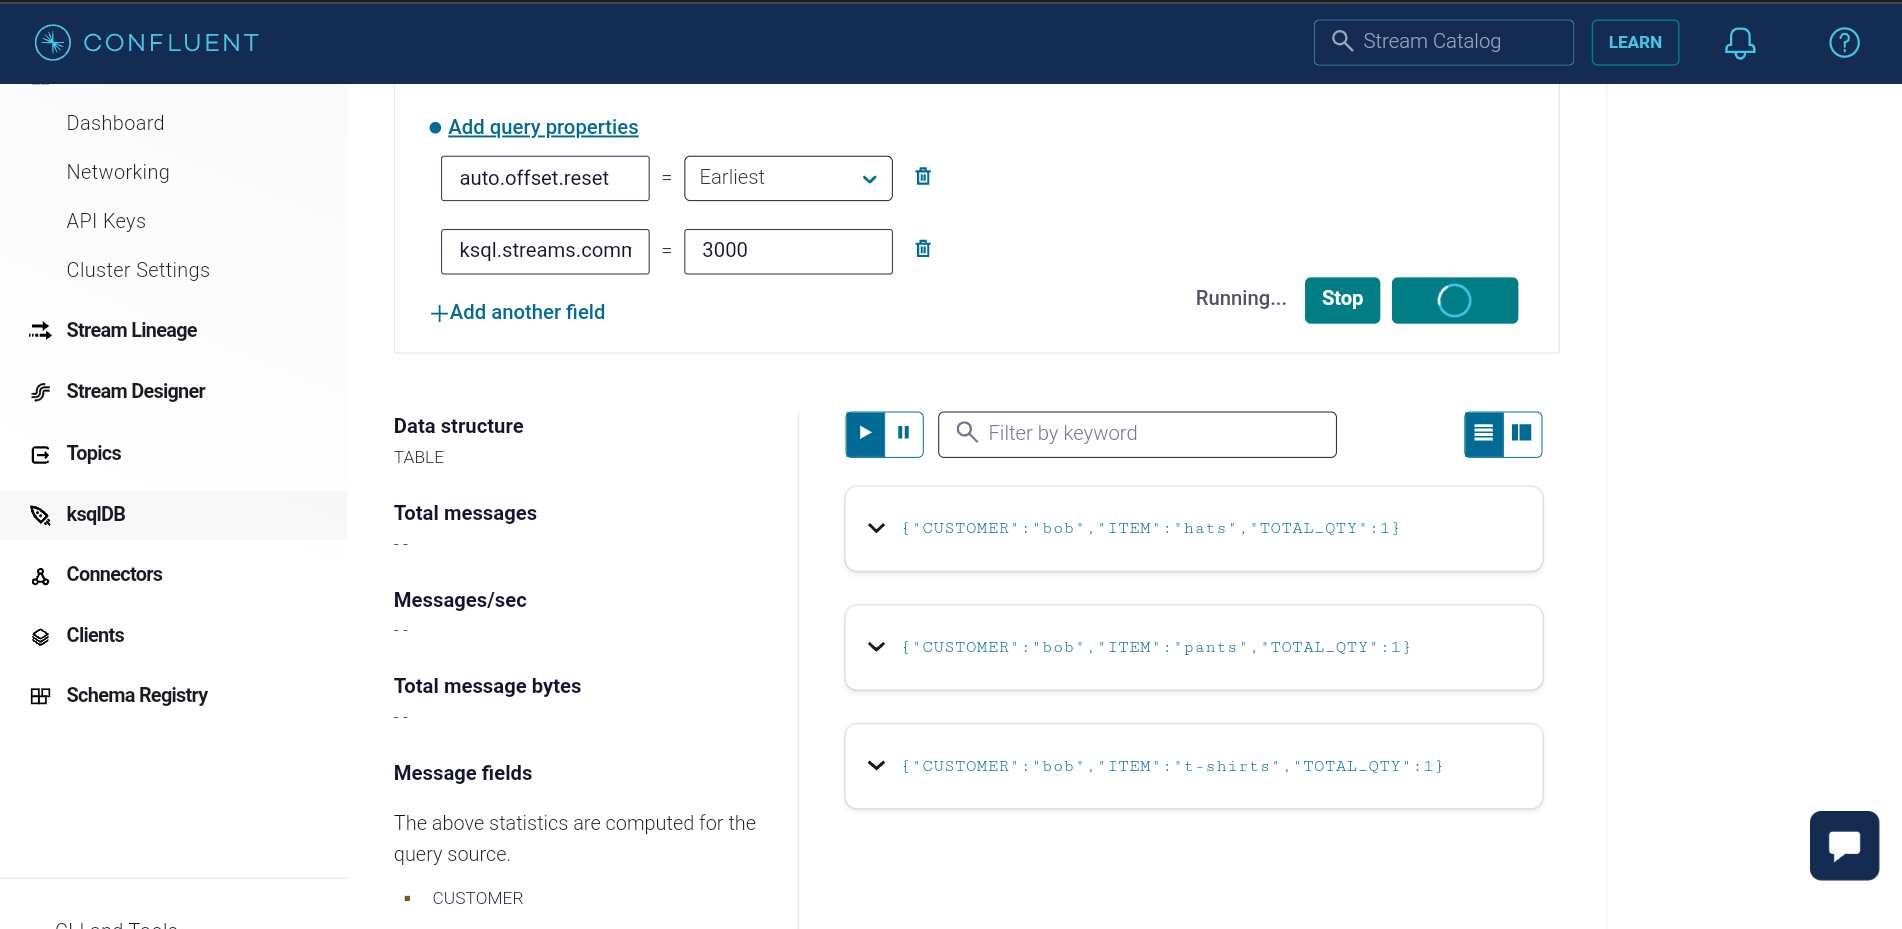 CONFLUENT
Stream Catalog
LEARN
Dashboard
Networking
API Keys
Cluster Settings
Stream Lineage
Stream Designer
Topics
ksqlDB
Connectors
Clients
Schema Registry
Add query properties
auto.offset.reset = Earliest
ksql.streams.comm = 3000
+Add another field
Running...
Stop
Data structure
TABLE
Total messages
--
Messages/sec
--
Total message bytes
--
Message fields
The above statistics are computed for the
query source.
▪ CUSTOMER
Filter by keyword
{"CUSTOMER":"bob","ITEM":"hats","TOTAL_QTY":1}
{"CUSTOMER":"bob","ITEM":"pants","TOTAL_QTY":1}
{"CUSTOMER":"bob","ITEM":"t-shirts","TOTAL_QTY":1}